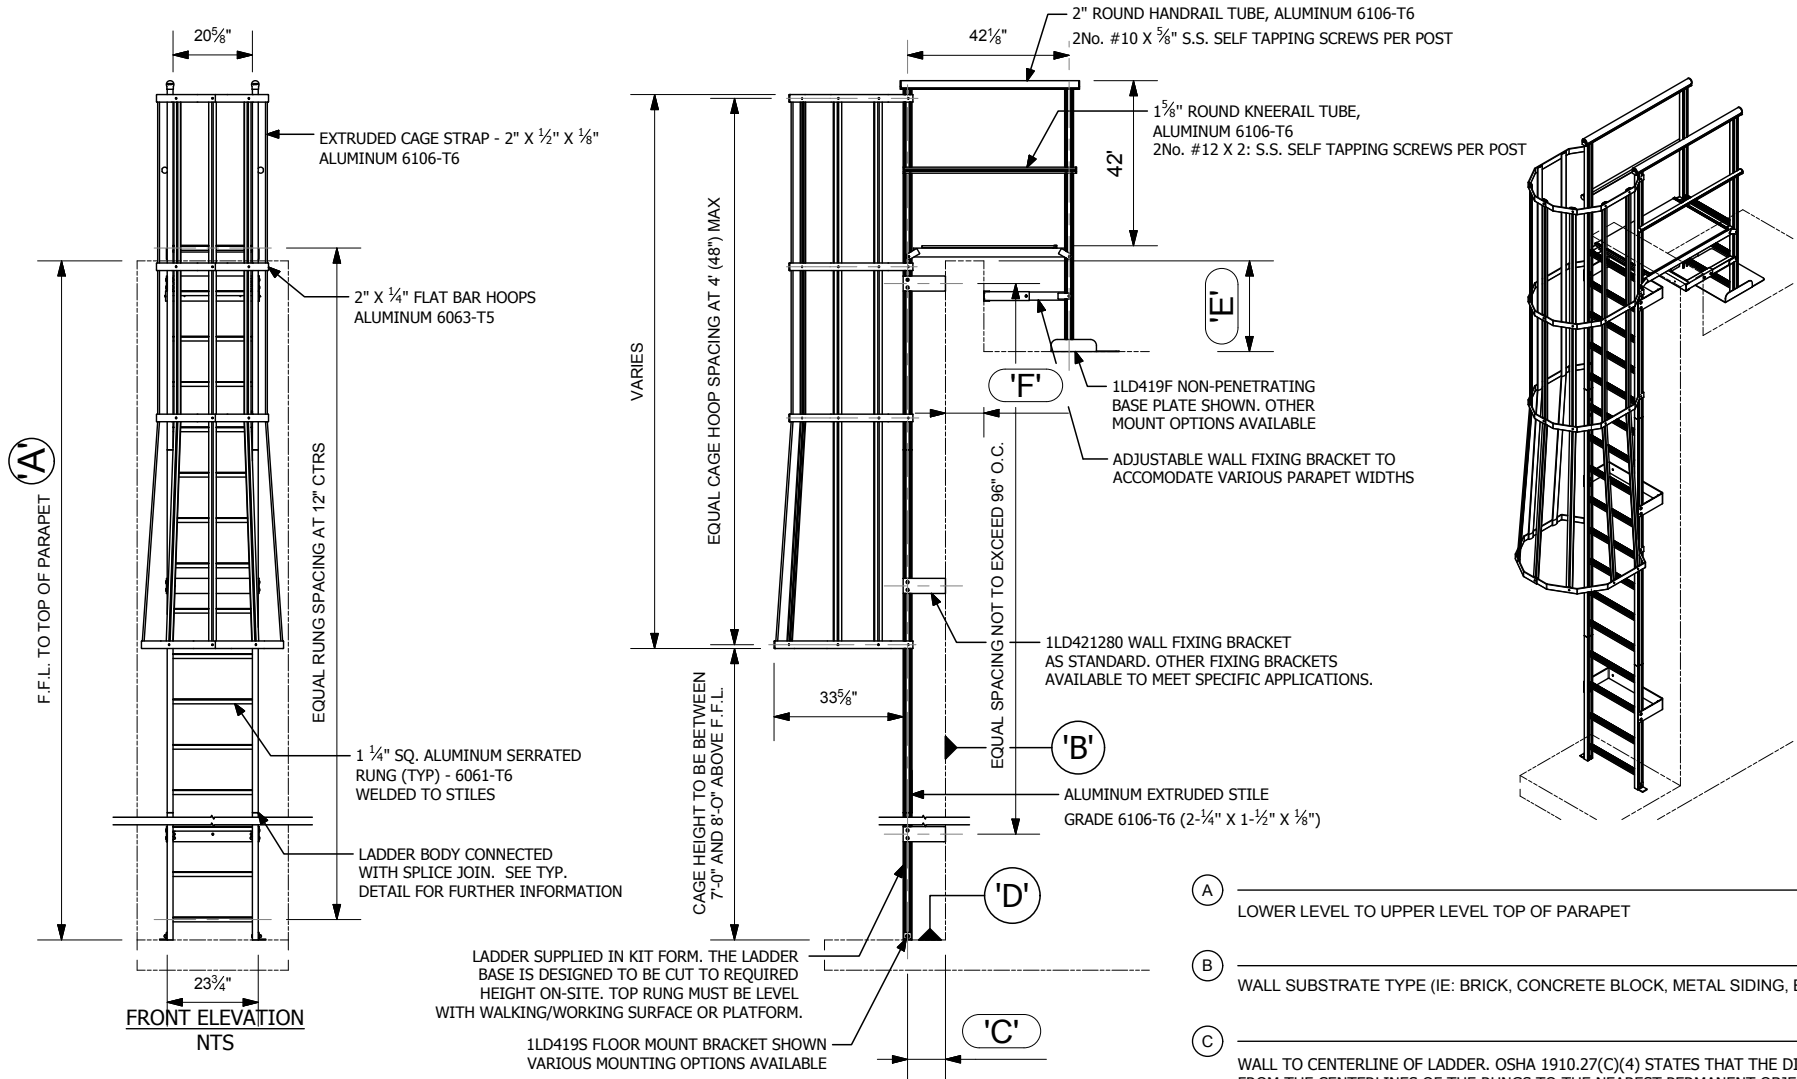 20⅝"
EXTRUDED CAGE STRAP - 2" X ½" X ⅛"
ALUMINUM 6106-T6
2" X ¼" FLAT BAR HOOPS
ALUMINUM 6063-T5
'A'
F.F.L. TO TOP OF PARAPET
EQUAL RUNG SPACING AT 12" CTRS
1 ¼" SQ. ALUMINUM SERRATED
RUNG (TYP) - 6061-T6
WELDED TO STILES
LADDER BODY CONNECTED
WITH SPLICE JOIN. SEE TYP.
DETAIL FOR FURTHER INFORMATION
23¾"
FRONT ELEVATION
NTS
42⅛"
2" ROUND HANDRAIL TUBE, ALUMINUM 6106-T6
2No. #10 X ⅝" S.S. SELF TAPPING SCREWS PER POST
1⅝" ROUND KNEERAIL TUBE,
ALUMINUM 6106-T6
2No. #12 X 2: S.S. SELF TAPPING SCREWS PER POST
42'
VARIES
EQUAL CAGE HOOP SPACING AT 4' (48") MAX
'E'
'F'
1LD419F NON-PENETRATING
BASE PLATE SHOWN. OTHER
MOUNT OPTIONS AVAILABLE
ADJUSTABLE WALL FIXING BRACKET TO
ACCOMODATE VARIOUS PARAPET WIDTHS
EQUAL SPACING NOT TO EXCEED 96" O.C.
1LD421280 WALL FIXING BRACKET
AS STANDARD. OTHER FIXING BRACKETS
AVAILABLE TO MEET SPECIFIC APPLICATIONS.
33⅝"
CAGE HEIGHT TO BE BETWEEN
7'-0" AND 8'-O" ABOVE F.F.L.
'B'
ALUMINUM EXTRUDED STILE
GRADE 6106-T6 (2-¼" X 1-½" X ⅛")
'D'
LADDER SUPPLIED IN KIT FORM. THE LADDER
BASE IS DESIGNED TO BE CUT TO REQUIRED
HEIGHT ON-SITE. TOP RUNG MUST BE LEVEL
WITH WALKING/WORKING SURFACE OR PLATFORM.
1LD419S FLOOR MOUNT BRACKET SHOWN
VARIOUS MOUNTING OPTIONS AVAILABLE
'C'
A
LOWER LEVEL TO UPPER LEVEL TOP OF PARAPET
B
WALL SUBSTRATE TYPE (IE: BRICK, CONCRETE BLOCK, METAL SIDING,
C
WALL TO CENTERLINE OF LADDER. OSHA 1910.27(C)(4) STATES THAT THE
FROM THE CENTERLINES OF THE RUNGS TO THE NEAREST PERMANENT